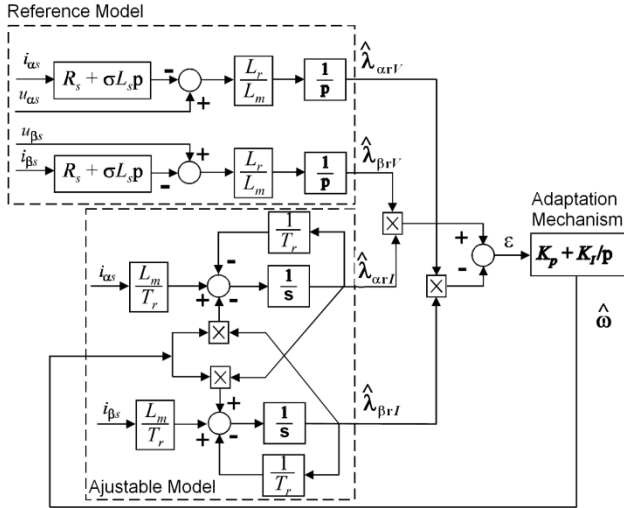 Reference Model
i_αs
R_s + σL_s p
-
+
L_r / L_m
1 / p
λ̂_αrV
u_αs
u_βs
i_βs
R_s + σL_s p
+
-
L_r / L_m
1 / p
λ̂_βrV
Adaptation
Mechanism
×
+
-
ε
K_p + K_I/p
×
ω̂
1 / T_r
i_αs
L_m / T_r
-
+
-
1 / s
λ̂_αrI
×
×
i_βs
L_m / T_r
+
+
-
1 / s
λ̂_βrI
1 / T_r
Ajustable Model